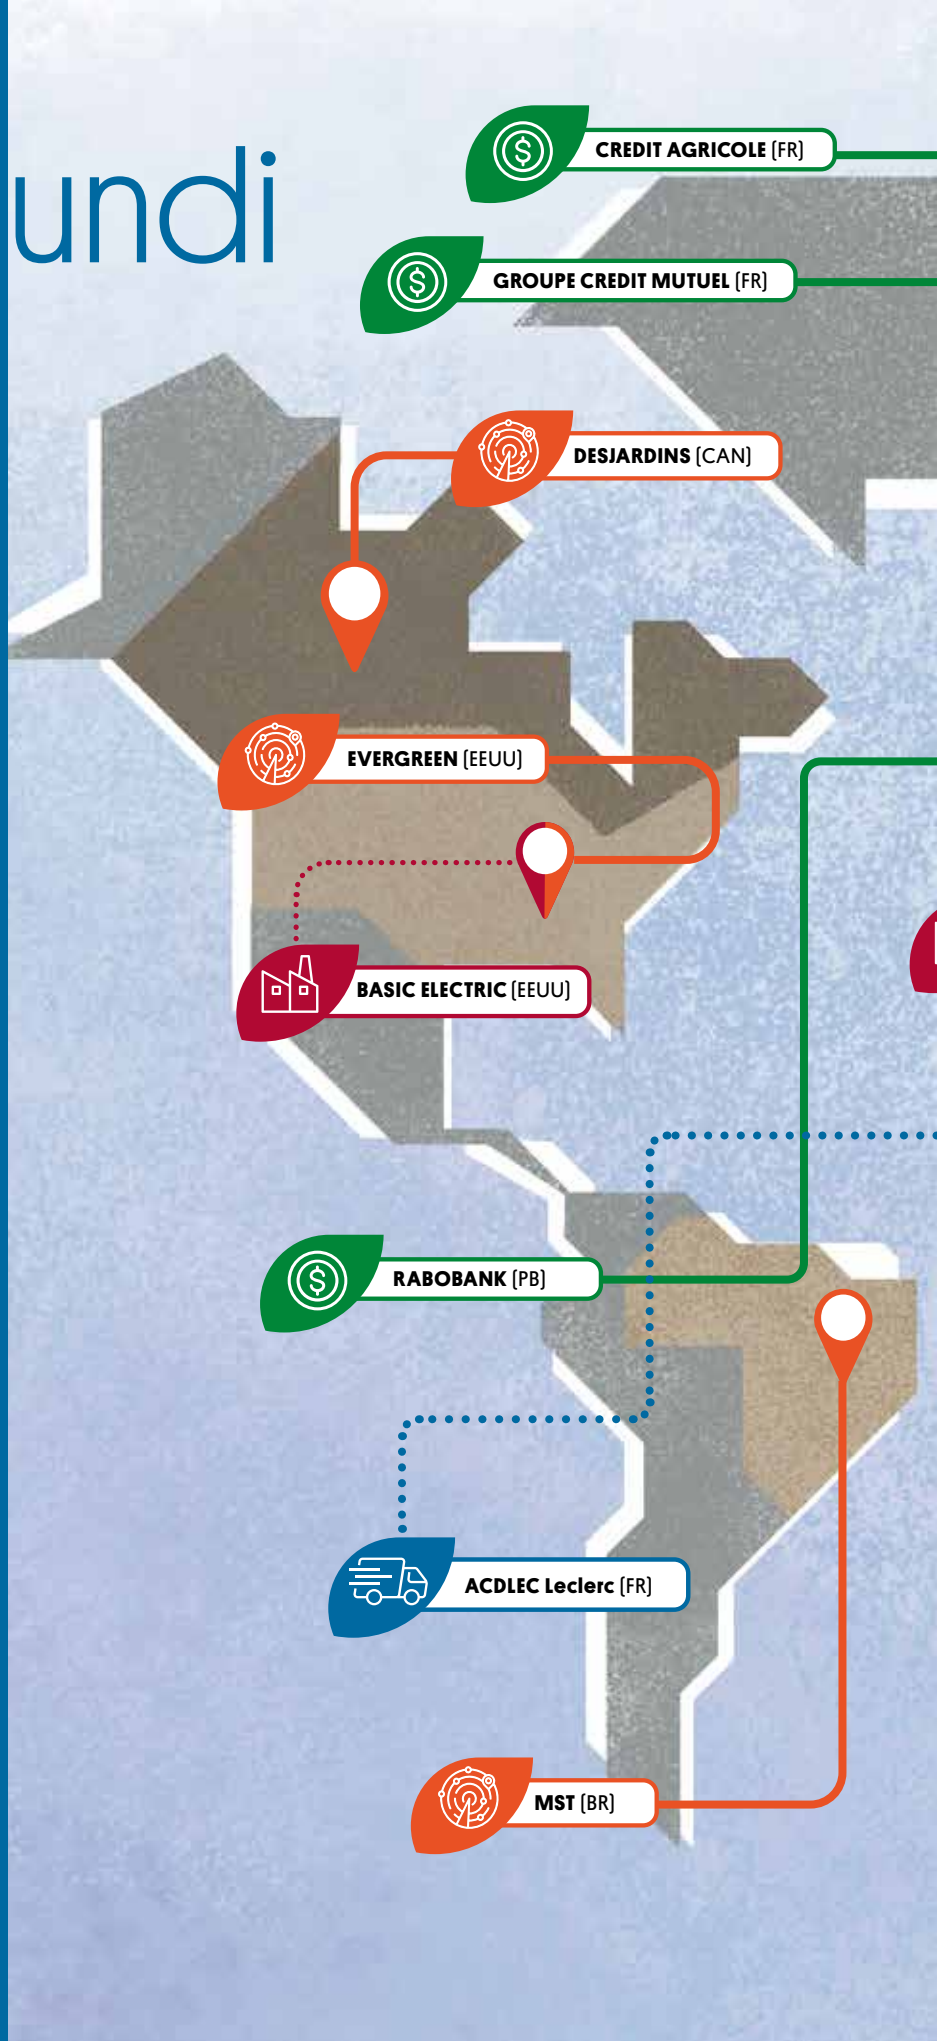 undi
CREDIT AGRICOLE (FR)
GROUPE CREDIT MUTUEL (FR)
DESJARDINS (CAN)
EVERGREEN (EEUU)
BASIC ELECTRIC (EEUU)
RABOBANK (PB)
ACDLEC Leclerc (FR)
MST (BR)